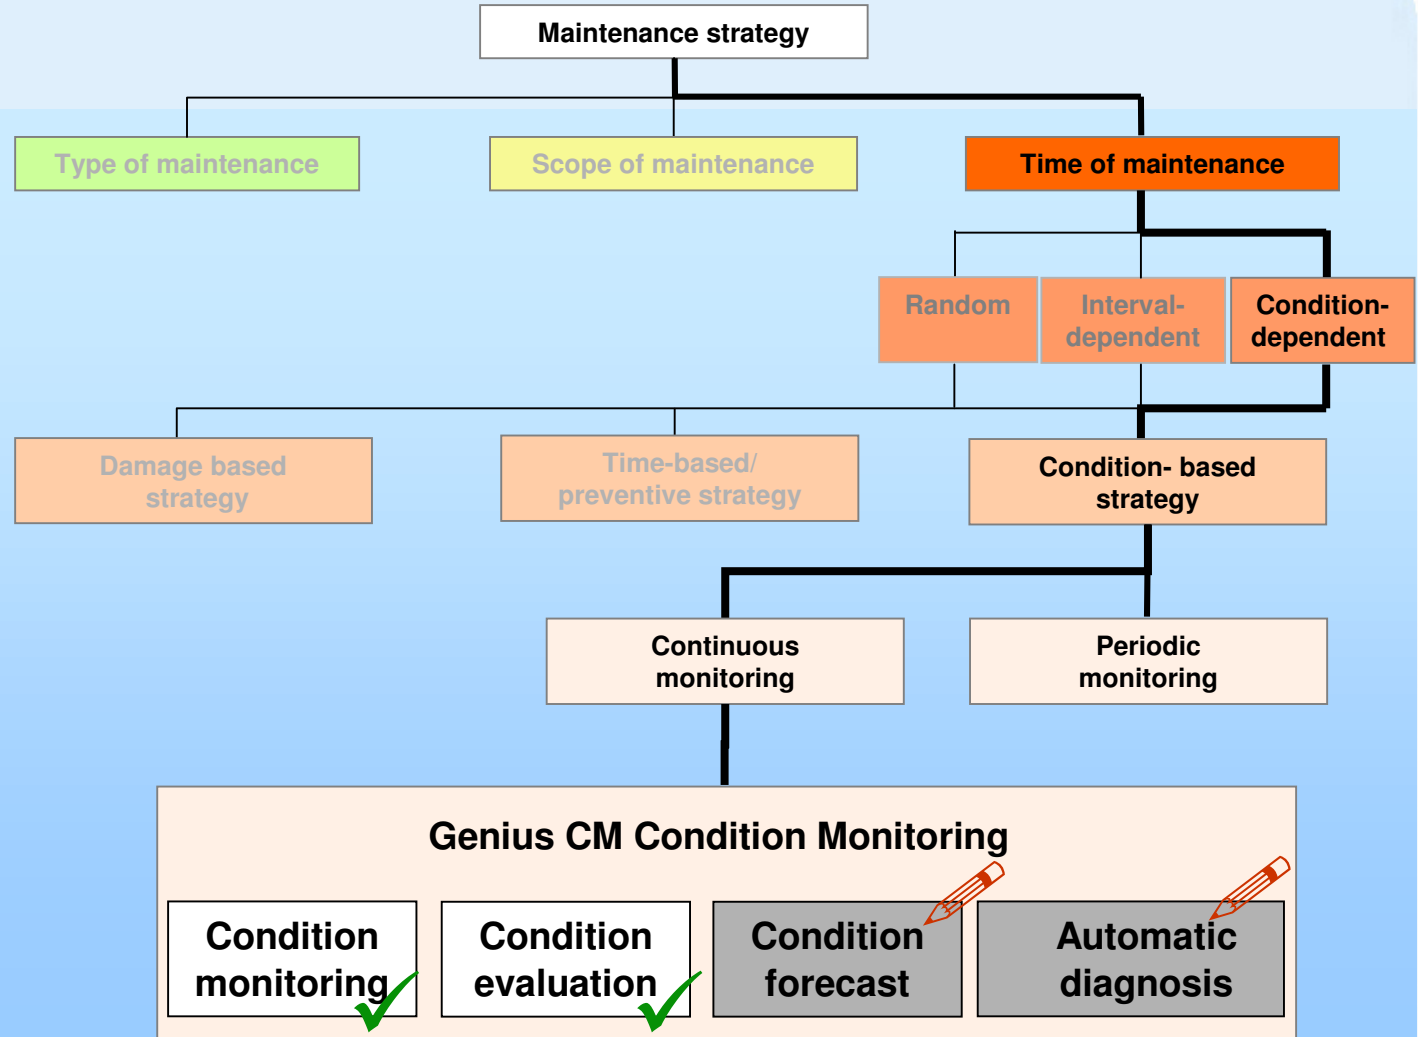 Maintenance strategy
Type of maintenance
Scope of maintenance
Time of maintenance
Random
Interval-
dependent
Condition-
dependent
Damage based
strategy
Time-based/
preventive strategy
Condition- based
strategy
Continuous
monitoring
Periodic
monitoring
Genius CM Condition Monitoring
Condition
monitoring
Condition
evaluation
Condition
forecast
Automatic
diagnosis